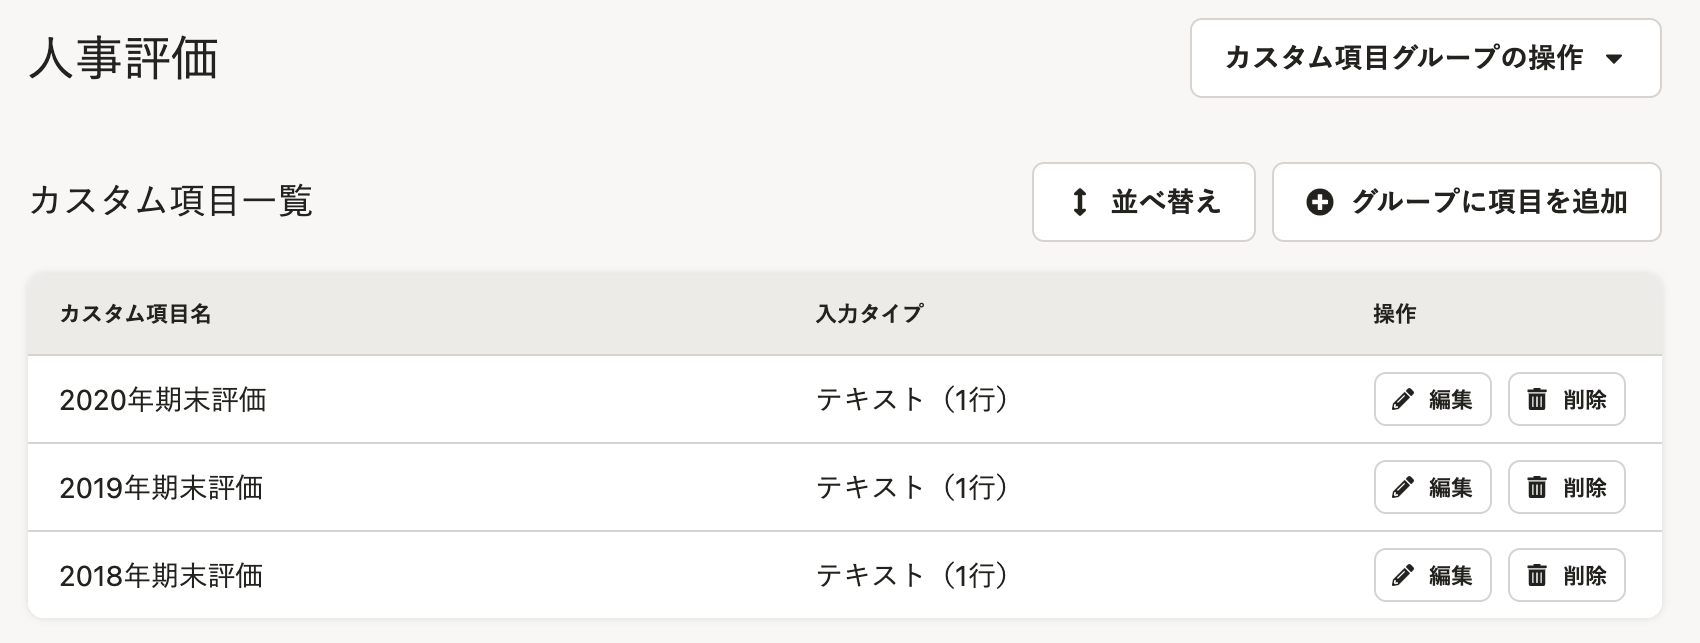 人事評価
カスタム項目グループの操作
カスタム項目一覧
並べ替え
グループに項目を追加
カスタム項目名 入力タイプ 操作
2020年期末評価 テキスト（1行） 編集 削除
2019年期末評価 テキスト（1行） 編集 削除
2018年期末評価 テキスト（1行） 編集 削除